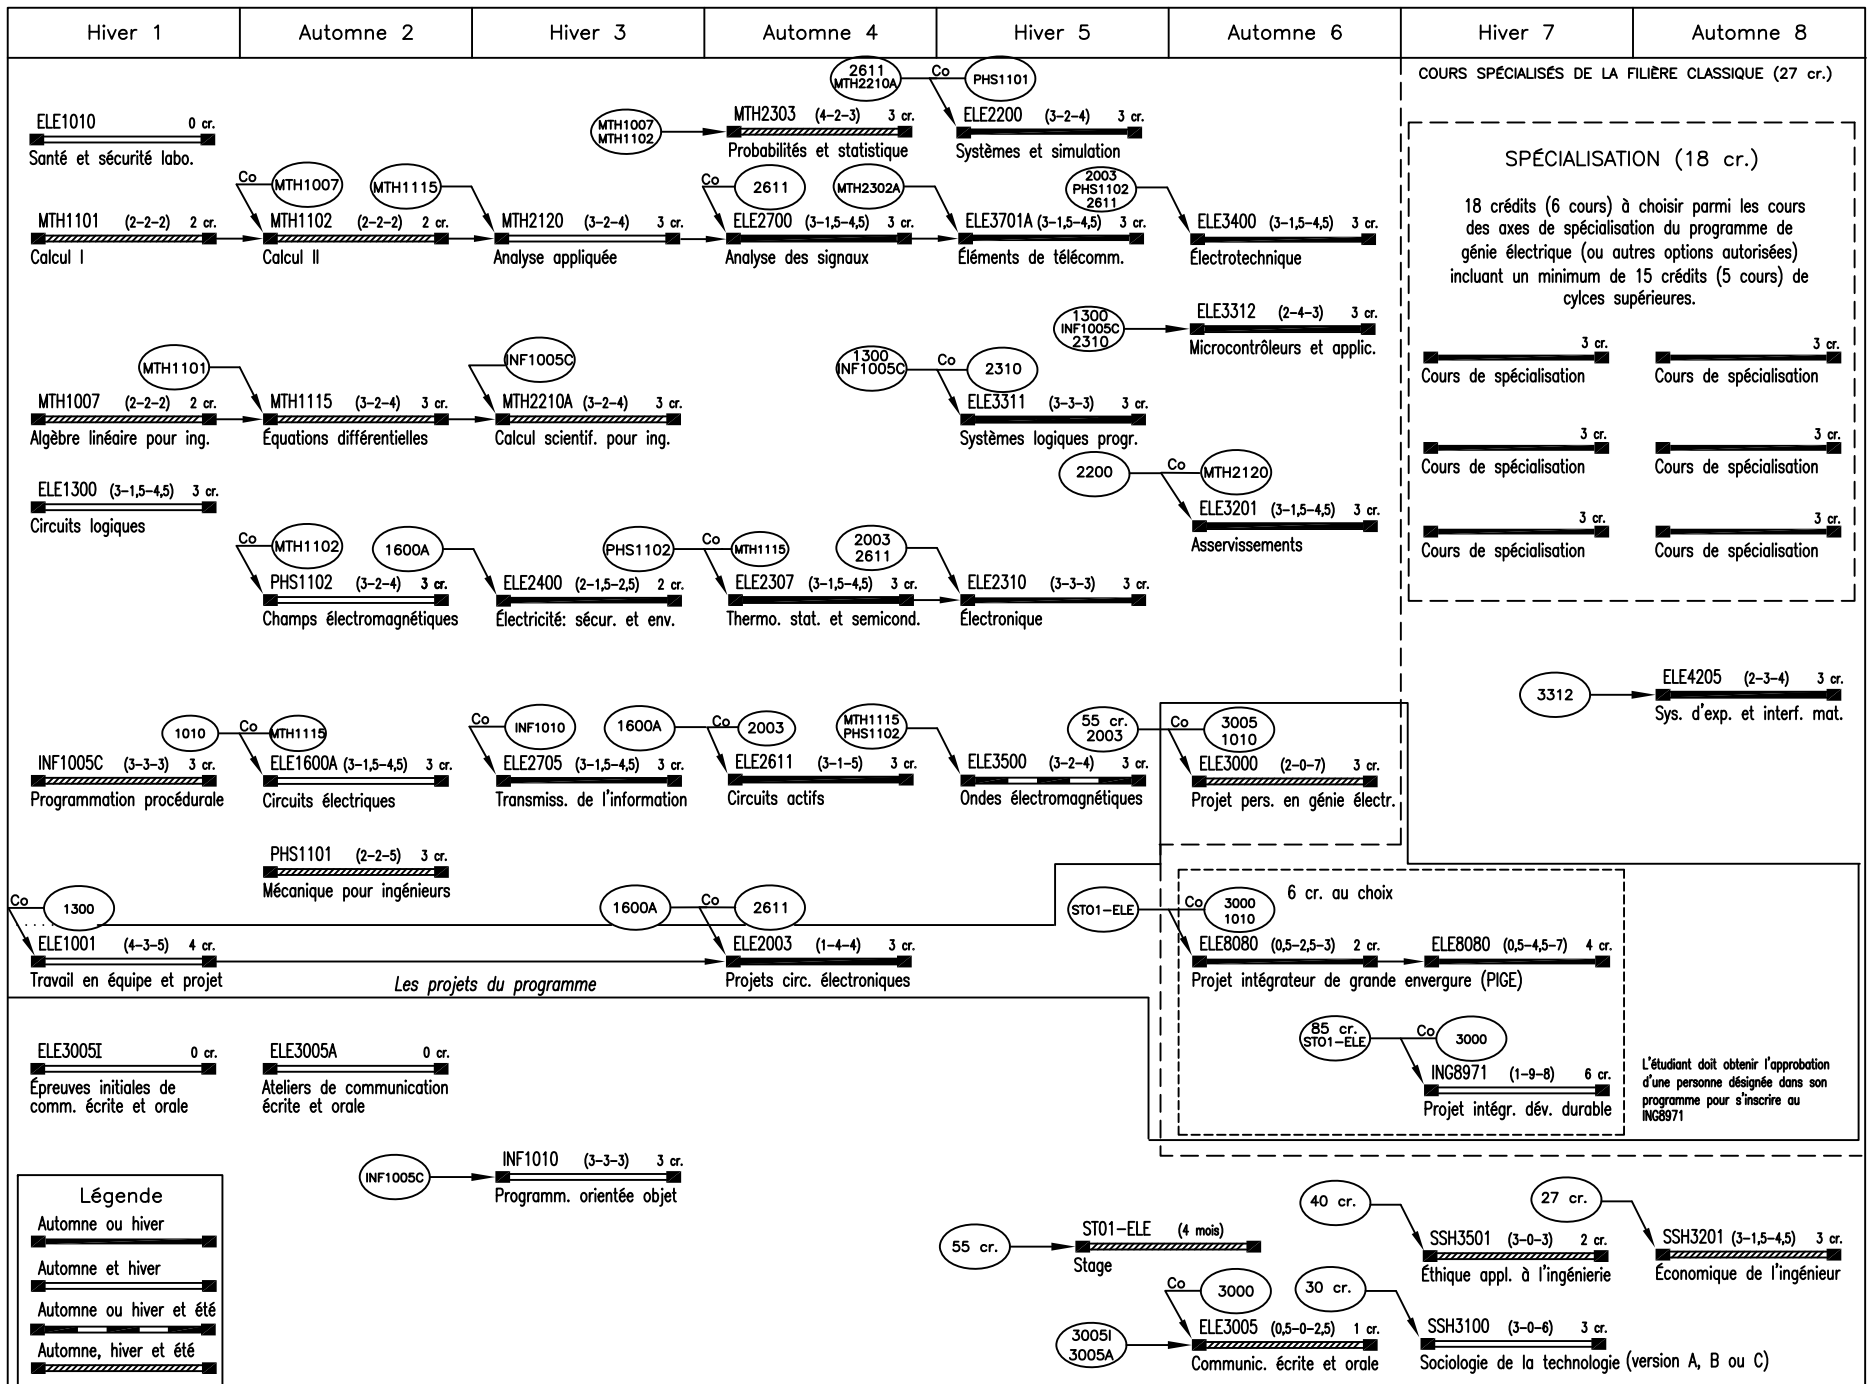 Hiver 1
Automne 2
Hiver 3
Automne 4
Hiver 5
Automne 6
Hiver 7
Automne 8
2611
MTH2210A
Co
PHS1101
COURS SPÉCIALISÉS DE LA FILIÈRE CLASSIQUE (27 cr.)
ELE1010 0 cr.
Santé et sécurité labo.
MTH1007
MTH1102
MTH2303 (4-2-3) 3 cr.
Probabilités et statistique
ELE2200 (3-2-4) 3 cr.
Systèmes et simulation
SPÉCIALISATION (18 cr.)
18 crédits (6 cours) à choisir parmi les cours
des axes de spécialisation du programme de
génie électrique (ou autres options autorisées)
incluant un minimum de 15 crédits (5 cours) de
cylces supérieures.
Co
MTH1007
MTH1115
Co
2611
MTH2302A
2003
PHS1102
2611
MTH1101 (2-2-2) 2 cr.
Calcul I
MTH1102 (2-2-2) 2 cr.
Calcul II
MTH2120 (3-2-4) 3 cr.
Analyse appliquée
ELE2700 (3-1,5-4,5) 3 cr.
Analyse des signaux
ELE3701A (3-1,5-4,5) 3 cr.
Éléments de télécomm.
ELE3400 (3-1,5-4,5) 3 cr.
Électrotechnique
1300
INF1005C
2310
ELE3312 (2-4-3) 3 cr.
Microcontrôleurs et applic.
MTH1101
INF1005C
1300
INF1005C
Co
2310
3 cr.
Cours de spécialisation
3 cr.
Cours de spécialisation
MTH1007 (2-2-2) 2 cr.
Algèbre linéaire pour ing.
MTH1115 (3-2-4) 3 cr.
Équations différentielles
MTH2210A (3-2-4) 3 cr.
Calcul scientif. pour ing.
ELE3311 (3-3-3) 3 cr.
Systèmes logiques progr.
3 cr.
Cours de spécialisation
3 cr.
Cours de spécialisation
2200
Co
MTH2120
ELE1300 (3-1,5-4,5) 3 cr.
Circuits logiques
ELE3201 (3-1,5-4,5) 3 cr.
Asservissements
3 cr.
Cours de spécialisation
3 cr.
Cours de spécialisation
Co
MTH1102
1600A
PHS1102
Co
MTH1115
2003
2611
PHS1102 (3-2-4) 3 cr.
Champs électromagnétiques
ELE2400 (2-1,5-2,5) 2 cr.
Électricité: sécur. et env.
ELE2307 (3-1,5-4,5) 3 cr.
Thermo. stat. et semicond.
ELE2310 (3-3-3) 3 cr.
Électronique
3312
ELE4205 (2-3-4) 3 cr.
Sys. d'exp. et interf. mat.
1010
Co
MTH1115
Co
INF1010
1600A
Co
2003
MTH1115
PHS1102
55 cr.
2003
Co
3005
1010
INF1005C (3-3-3) 3 cr.
Programmation procédurale
ELE1600A (3-1,5-4,5) 3 cr.
Circuits électriques
ELE2705 (3-1,5-4,5) 3 cr.
Transmiss. de l'information
ELE2611 (3-1-5) 3 cr.
Circuits actifs
ELE3500 (3-2-4) 3 cr.
Ondes électromagnétiques
ELE3000 (2-0-7) 3 cr.
Projet pers. en génie électr.
PHS1101 (2-2-5) 3 cr.
Mécanique pour ingénieurs
Co
1300
1600A
Co
2611
ST01-ELE
Co
3000
1010
6 cr. au choix
ELE1001 (4-3-5) 4 cr.
Travail en équipe et projet
Les projets du programme
ELE2003 (1-4-4) 3 cr.
Projets circ. électroniques
ELE8080 (0,5-2,5-3) 2 cr.
ELE8080 (0,5-4,5-7) 4 cr.
Projet intégrateur de grande envergure (PIGE)
85 cr.
ST01-ELE
Co
3000
ING8971 (1-9-8) 6 cr.
Projet intégr. dév. durable
L'étudiant doit obtenir l'approbation
d'une personne désignée dans son
programme pour s'inscrire au
ING8971
ELE3005I 0 cr.
Épreuves initiales de
comm. écrite et orale
ELE3005A 0 cr.
Ateliers de communication
écrite et orale
INF1005C
INF1010 (3-3-3) 3 cr.
Programm. orientée objet
Légende
Automne ou hiver
Automne et hiver
Automne ou hiver et été
Automne, hiver et été
55 cr.
ST01-ELE (4 mois)
Stage
40 cr.
SSH3501 (3-0-3) 2 cr.
Éthique appl. à l'ingénierie
27 cr.
SSH3201 (3-1,5-4,5) 3 cr.
Économique de l'ingénieur
Co
3000
3005I
3005A
ELE3005 (0,5-0-2,5) 1 cr.
Communic. écrite et orale
30 cr.
SSH3100 (3-0-6) 3 cr.
Sociologie de la technologie (version A, B ou C)